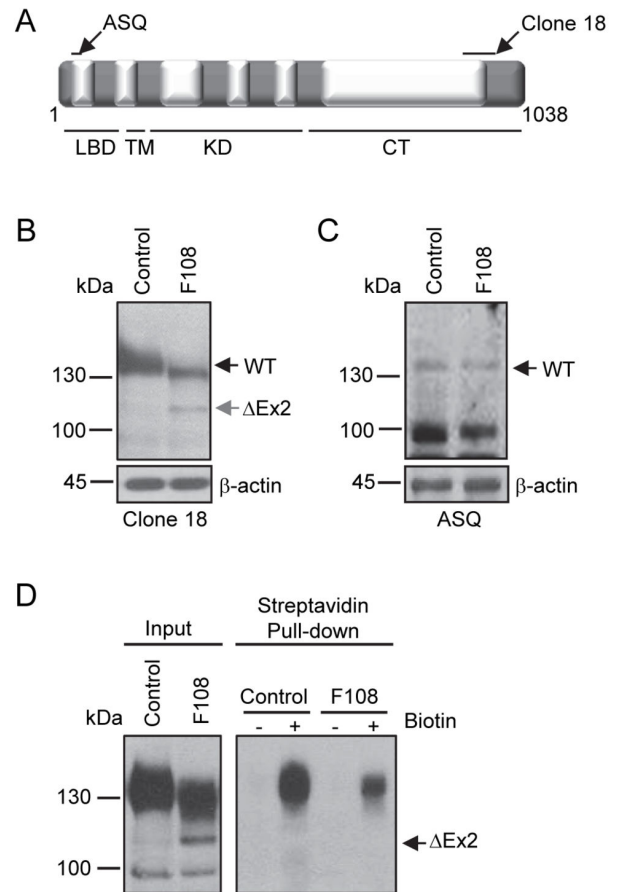 A
ASQ
Clone 18
1
1038
LBD TM KD CT
B
Control
F108
kDa
130
100
45
WT
ΔEx2
β-actin
Clone 18
C
Control
F108
kDa
130
100
45
WT
β-actin
ASQ
D
Input
Streptavidin
Pull-down
Control
F108
Control F108
kDa
- + - + Biotin
130
100
ΔEx2